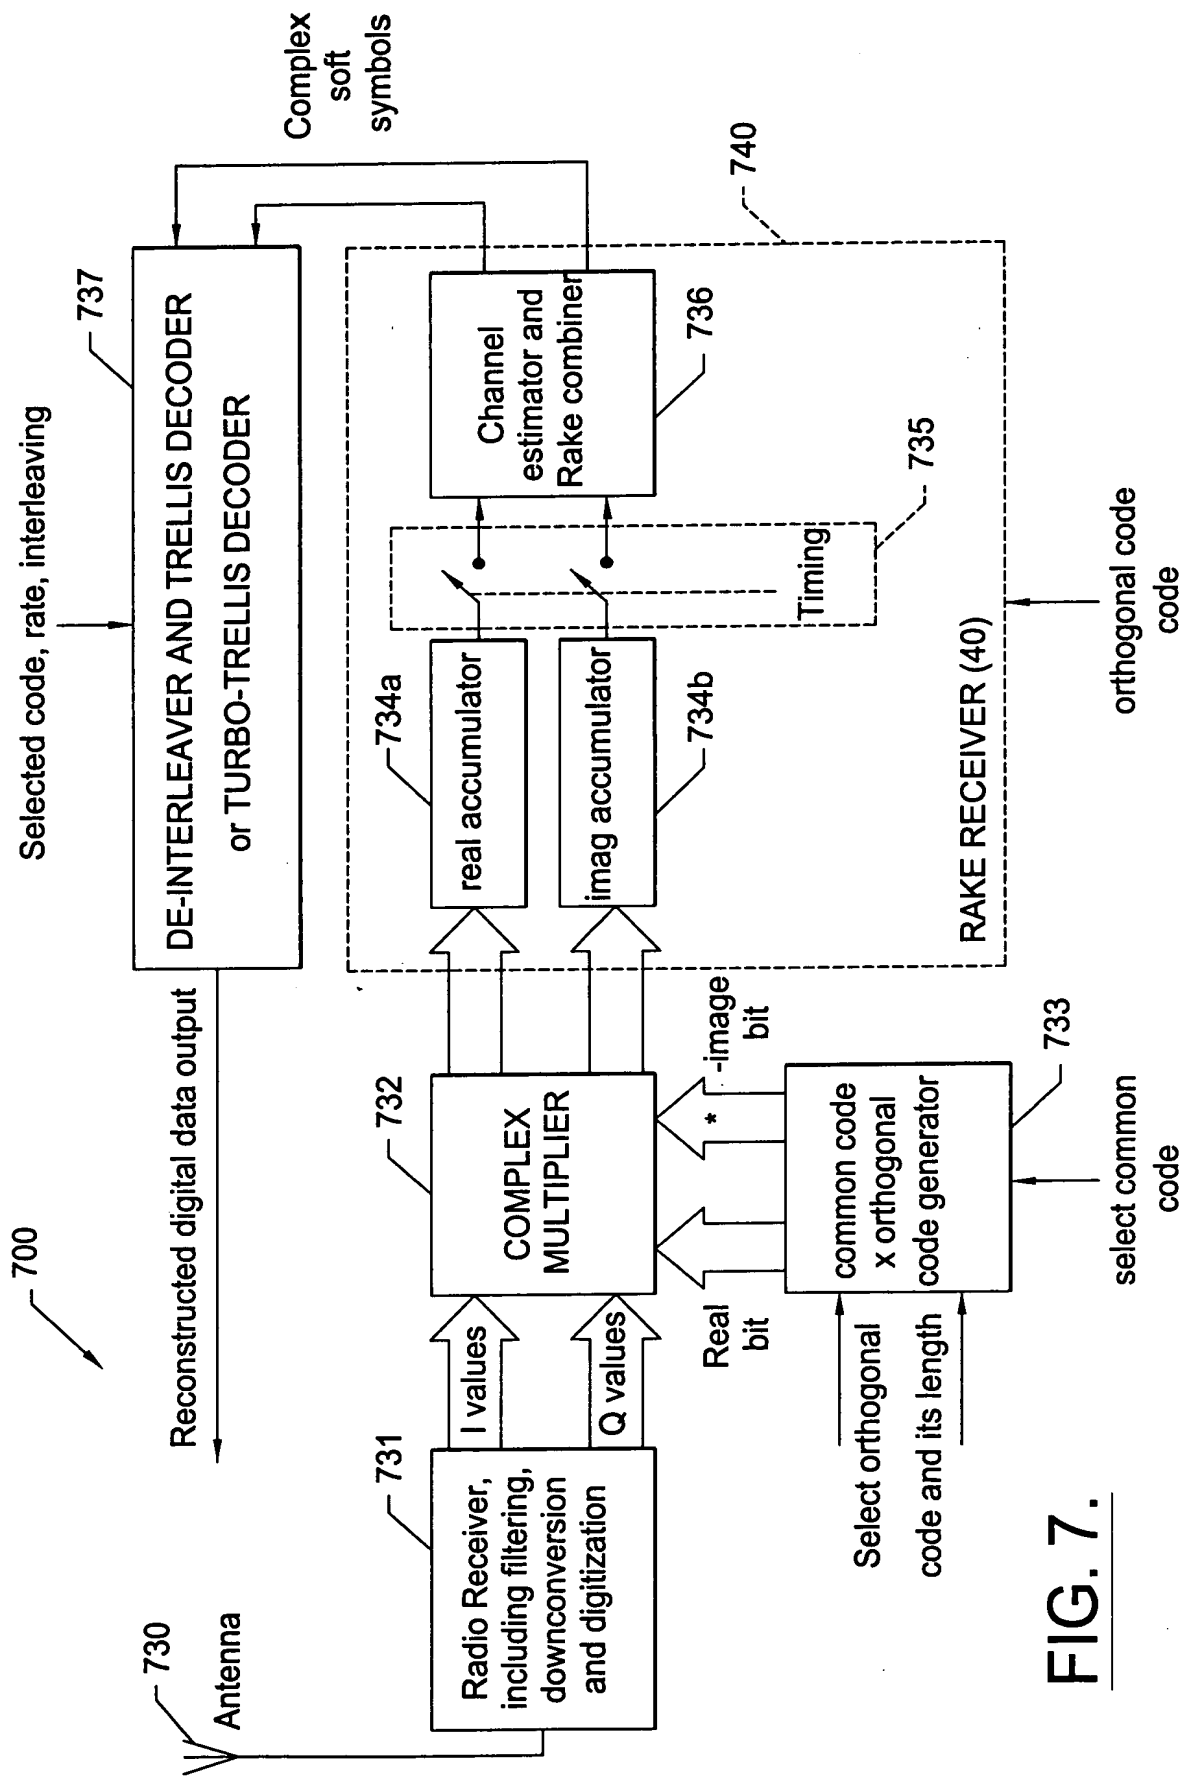 700
Selected code, rate, interleaving
737
DE-INTERLEAVER AND TRELLIS DECODER
or TURBO-TRELLIS DECODER
Reconstructed digital data output
Complex
soft
symbols
730
Antenna
731
Radio Receiver,
including filtering,
downconversion
and digitization
I values
Q values
732
COMPLEX
MULTIPLIER
Real
bit
*
-image
bit
733
common code
x orthogonal
code generator
Select orthogonal
code and its length
select common
code
734a
real accumulator
imag accumulator
734b
Timing
735
Channel
estimator and
Rake combiner
736
740
RAKE RECEIVER (40)
orthogonal code
code
FIG. 7.